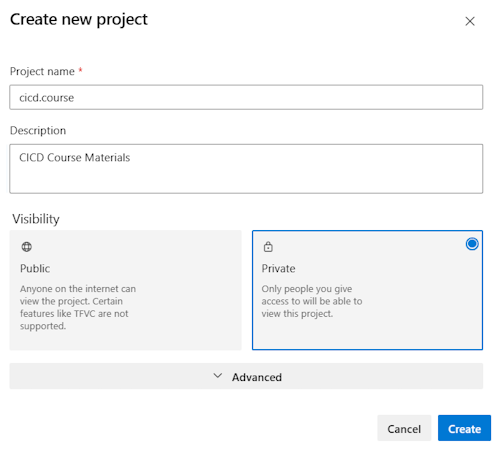 Create new project
Project name *
cicd.course
Description
CICD Course Materials
Visibility
Public
Anyone on the internet can
view the project. Certain
features like TFVC are not
supported.
Private
Only people you give
access to will be able to
view this project.
Advanced
Cancel
Create